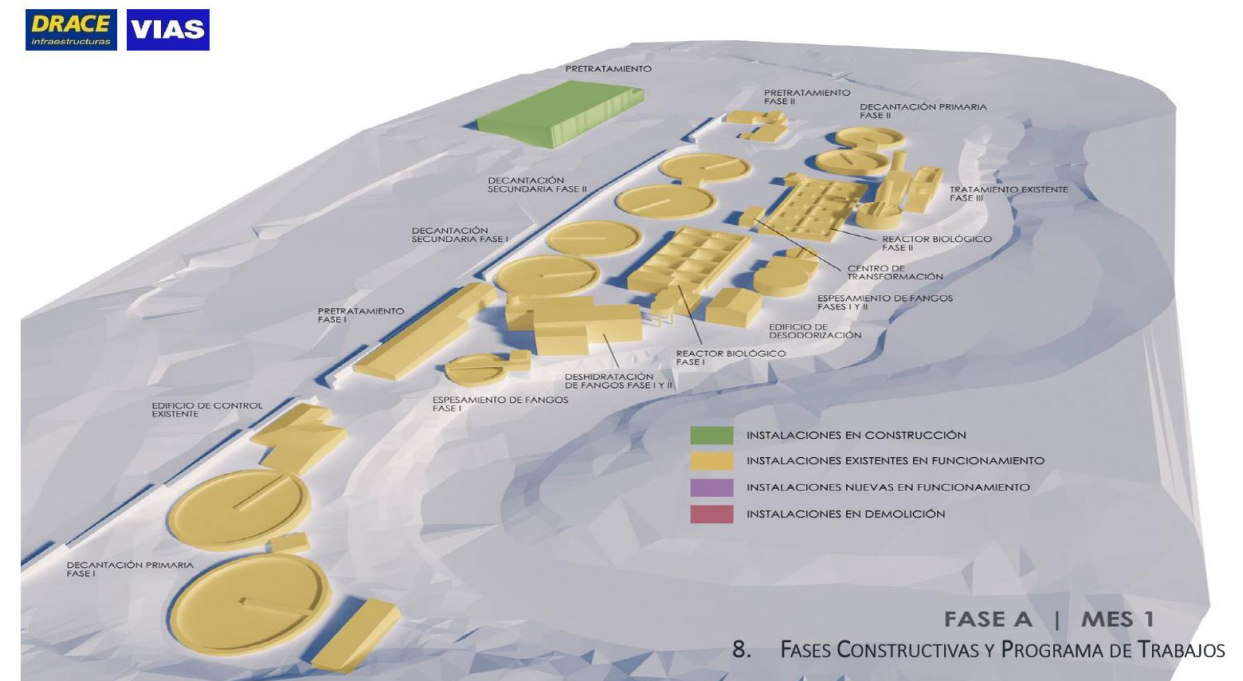 DRACE
infraestructuras
VIAS
PRETRATAMIENTO
PRETRATAMIENTO
FASE II
DECANTACIÓN PRIMARIA
FASE II
DECANTACIÓN
SECUNDARIA FASE II
TRATAMIENTO EXISTENTE
FASE III
DECANTACIÓN
SECUNDARIA FASE I
REACTOR BIOLÓGICO
FASE II
CENTRO DE
TRANSFORMACIÓN
PRETRATAMIENTO
FASE I
ESPESAMIENTO DE FANGOS
FASES I Y II
EDIFICIO DE
DESODORIZACIÓN
REACTOR BIOLÓGICO
FASE I
DESHIDRATACIÓN
DE FANGOS FASE I Y II
ESPESAMIENTO DE FANGOS
FASE I
EDIFICIO DE CONTROL
EXISTENTE
INSTALACIONES EN CONSTRUCCIÓN
INSTALACIONES EXISTENTES EN FUNCIONAMIENTO
INSTALACIONES NUEVAS EN FUNCIONAMIENTO
INSTALACIONES EN DEMOLICIÓN
DECANTACIÓN PRIMARIA
FASE I
FASE A | MES 1
8. FASES CONSTRUCTIVAS Y PROGRAMA DE TRABAJOS